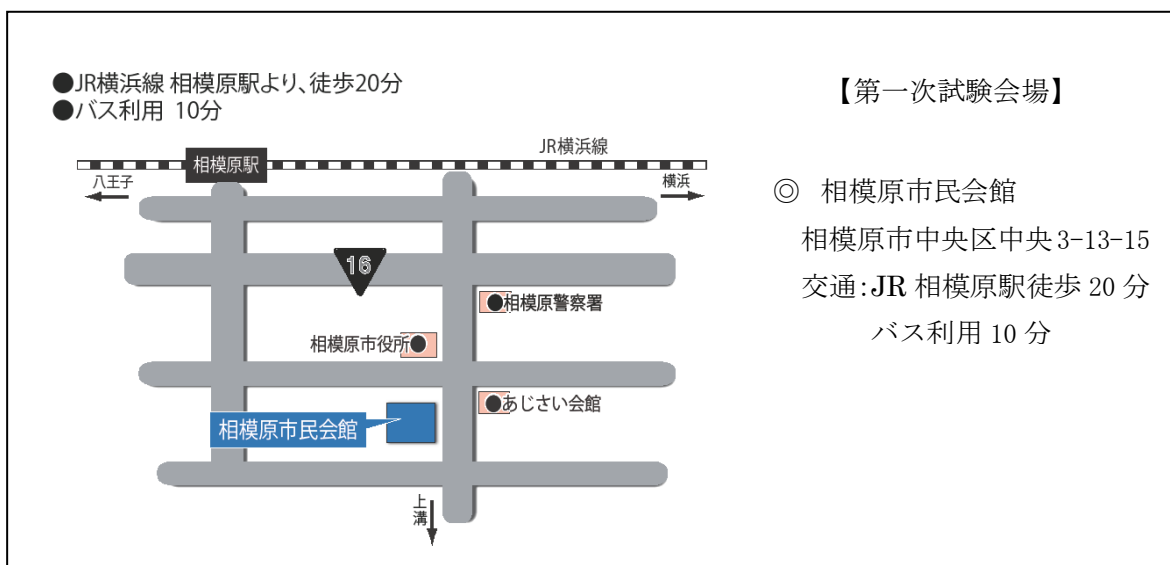 ●JR横浜線 相模原駅より、徒歩20分
●バス利用 10分
【第一次試験会場】
JR横浜線
相模原駅
八王子
横浜
◎ 相模原市民会館
相模原市中央区中央3-13-15
交通:JR 相模原駅徒歩 20 分
バス利用 10 分
16
●相模原警察署
相模原市役所●
●あじさい会館
相模原市民会館
上溝